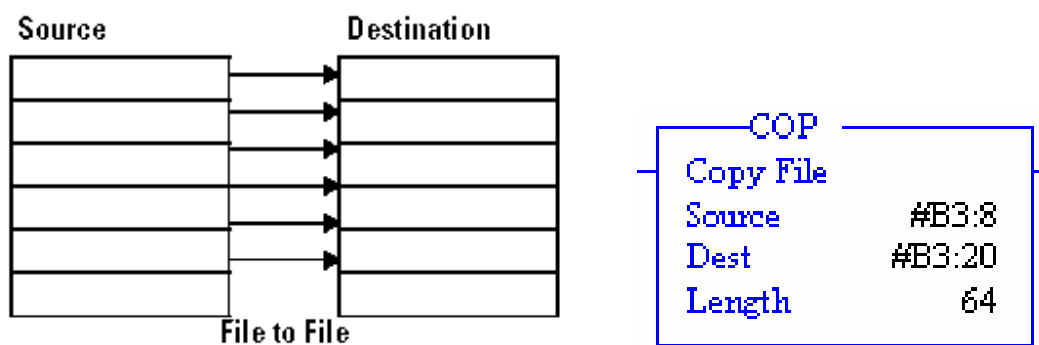 Source
Destination
File to File
COP
Copy File
Source #B3:8
Dest #B3:20
Length 64